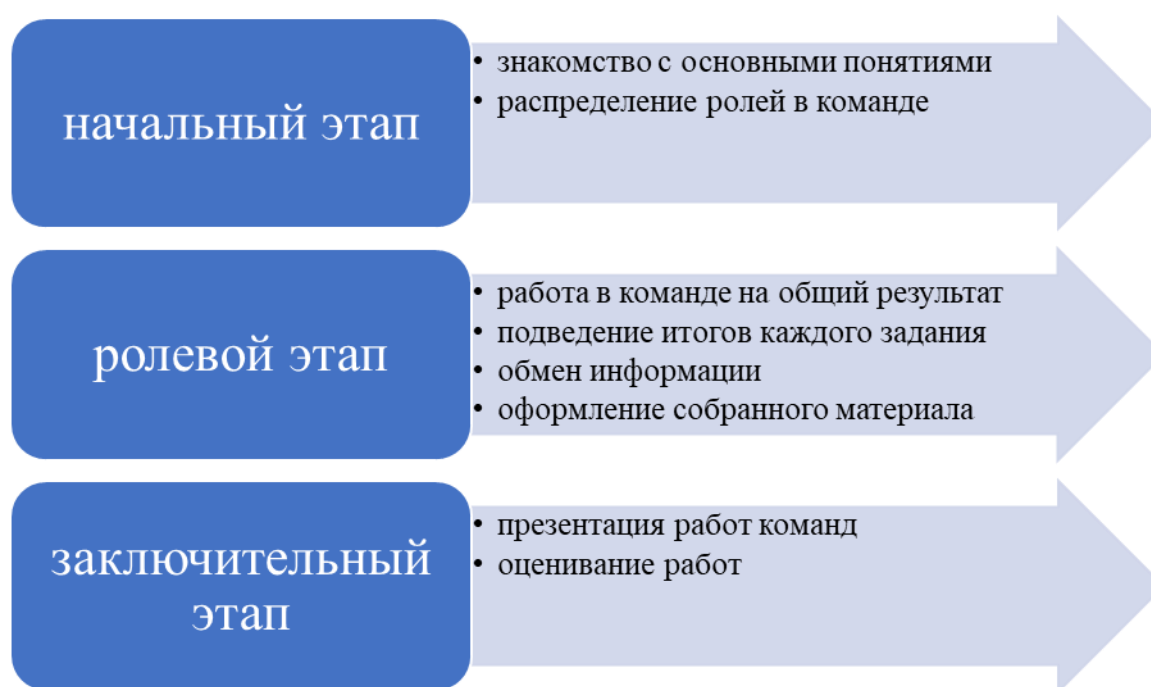 начальный этап
• знакомство с основными понятиями
• распределение ролей в команде
ролевой этап
• работа в команде на общий результат
• подведение итогов каждого задания
• обмен информации
• оформление собранного материала
заключительный
этап
• презентация работ команд
• оценивание работ